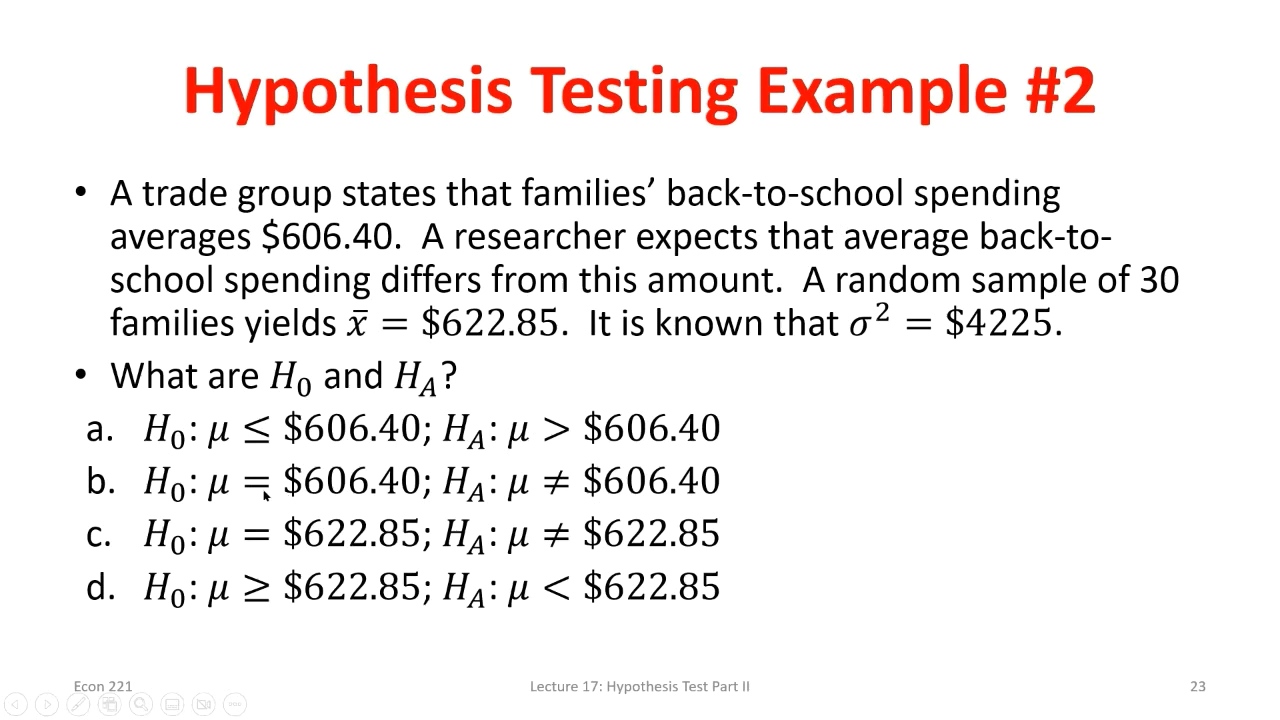 Hypothesis Testing Example #2
• A trade group states that families’ back-to-school spending
averages $606.40.  A researcher expects that average back-to-
school spending differs from this amount.  A random sample of 30
families yields x̄ = $622.85.  It is known that σ² = $4225.
• What are H₀ and H_A?
a. H₀: μ ≤ $606.40; H_A: μ > $606.40
b. H₀: μ = $606.40; H_A: μ ≠ $606.40
c. H₀: μ = $622.85; H_A: μ ≠ $622.85
d. H₀: μ ≥ $622.85; H_A: μ < $622.85
Econ 221
Lecture 17: Hypothesis Test Part II
23